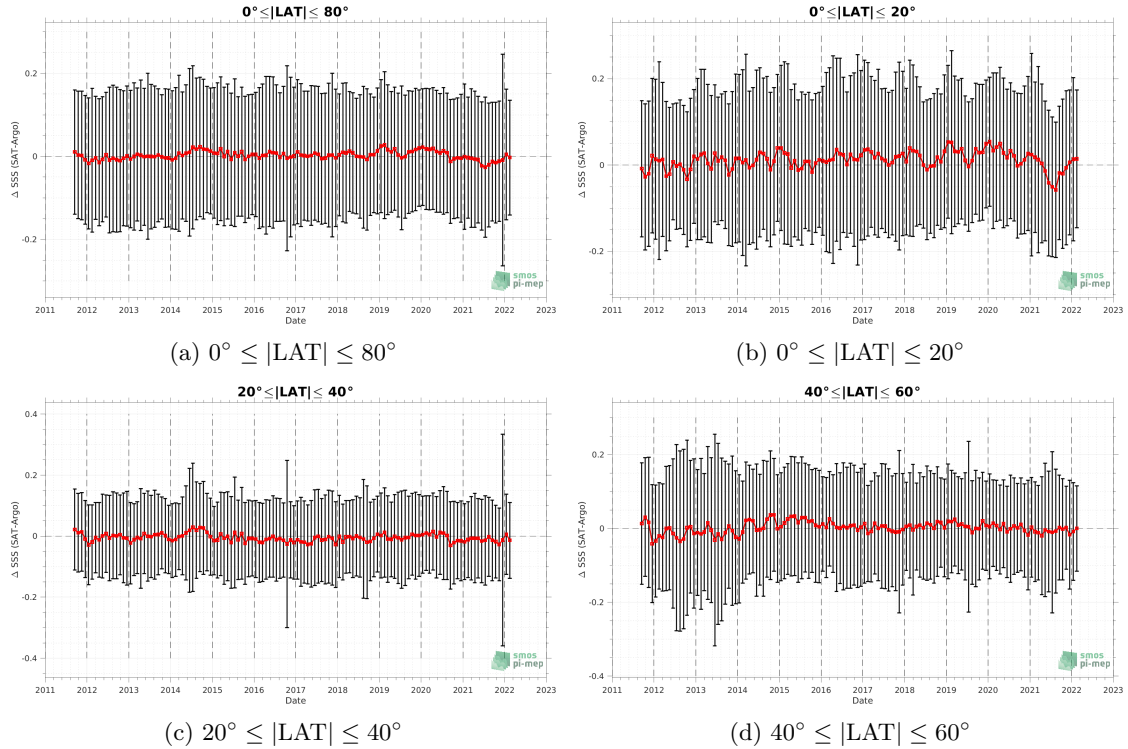 0°≤|LAT|≤ 80°
Δ SSS (SAT-Argo)
0.2
0
-0.2
2011 2012 2013 2014 2015 2016 2017 2018 2019 2020 2021 2022 2023
Date
smos
pi-mep
(a) 0° ≤ |LAT| ≤ 80°
0°≤|LAT|≤ 20°
Δ SSS (SAT-Argo)
0.2
0
-0.2
2011 2012 2013 2014 2015 2016 2017 2018 2019 2020 2021 2022 2023
Date
smos
pi-mep
(b) 0° ≤ |LAT| ≤ 20°
20°≤|LAT|≤ 40°
Δ SSS (SAT-Argo)
0.4
0.2
0
-0.2
-0.4
2011 2012 2013 2014 2015 2016 2017 2018 2019 2020 2021 2022 2023
Date
smos
pi-mep
(c) 20° ≤ |LAT| ≤ 40°
40°≤|LAT|≤ 60°
Δ SSS (SAT-Argo)
0.2
0
-0.2
-0.4
2011 2012 2013 2014 2015 2016 2017 2018 2019 2020 2021 2022 2023
Date
smos
pi-mep
(d) 40° ≤ |LAT| ≤ 60°